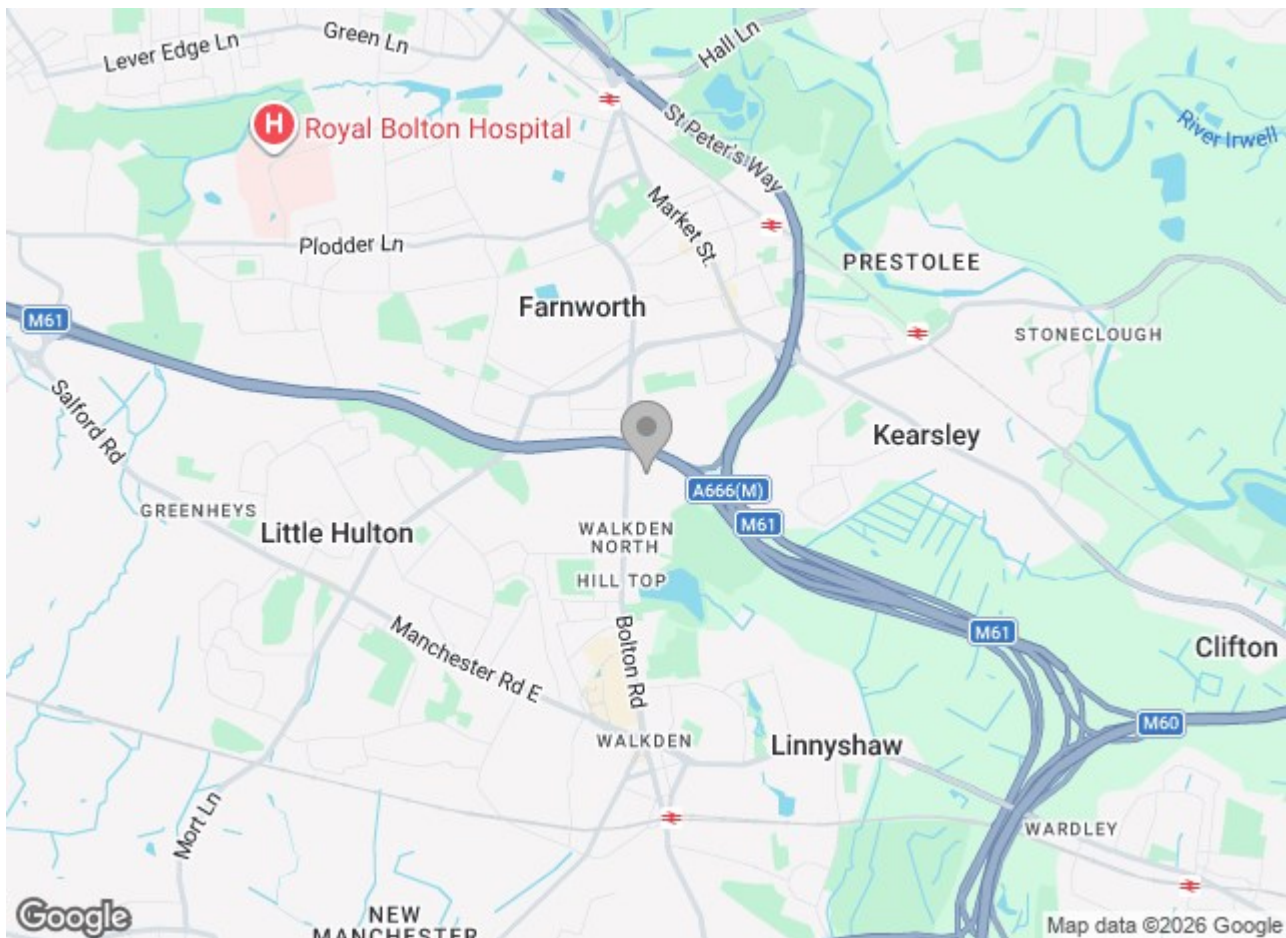 Lever Edge Ln
Green Ln
Hall Ln
H
Royal Bolton Hospital
St Peter's Way
River Irwell
Market St.
Plodder Ln
PRESTOLEE
Farnworth
M61
STONECLOUGH
Salford Rd
Kearsley
A666(M)
GREENHEYS
Little Hulton
M61
WALKDEN
NORTH
HILL TOP
Manchester Rd E
Bolton Rd
M61
Clifton
M60
WALKDEN
Linnyshaw
Mort Ln
WARDLEY
NEW
MANCHESTER
Google
Map data ©2026 Google